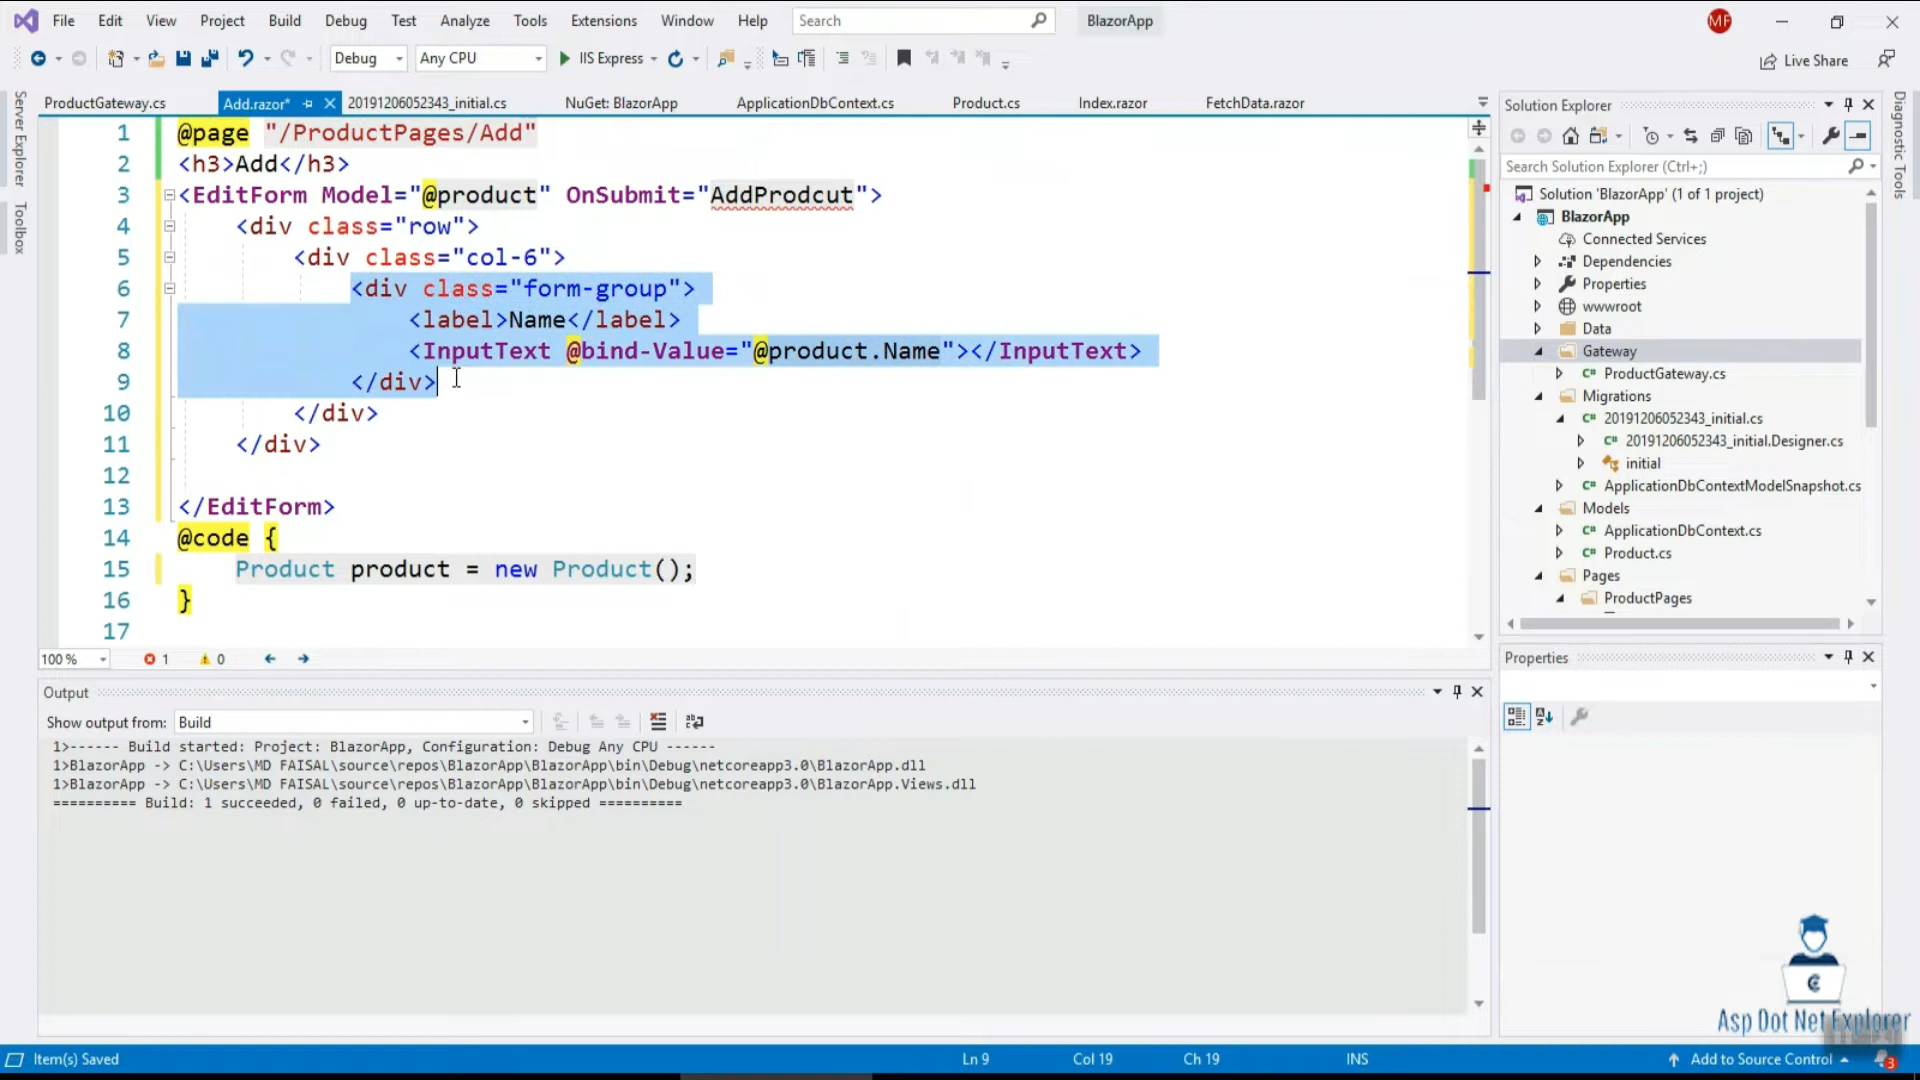 File Edit View Project Build Debug Test Analyze Tools Extensions Window Help Search BlazorApp MF
Debug Any CPU IIS Express Live Share
Server Explorer
Toolbox
ProductGateway.cs Add.razor* 20191206052343_initial.cs NuGet: BlazorApp ApplicationDbContext.cs Product.cs Index.razor FetchData.razor
1 @page "/ProductPages/Add"
2 <h3>Add</h3>
3 <EditForm Model="@product" OnSubmit="AddProdcut">
4 <div class="row">
5 <div class="col-6">
6 <div class="form-group">
7 <label>Name</label>
8 <InputText @bind-Value="@product.Name"></InputText>
9 </div>
10 </div>
11 </div>
12
13 </EditForm>
14 @code {
15 Product product = new Product();
16 }
17
100 % 1 0
Output
Show output from: Build
1>------ Build started: Project: BlazorApp, Configuration: Debug Any CPU ------
1>BlazorApp -> C:\Users\MD FAISAL\source\repos\BlazorApp\BlazorApp\bin\Debug\netcoreapp3.0\BlazorApp.dll
1>BlazorApp -> C:\Users\MD FAISAL\source\repos\BlazorApp\BlazorApp\bin\Debug\netcoreapp3.0\BlazorApp.Views.dll
========== Build: 1 succeeded, 0 failed, 0 up-to-date, 0 skipped ==========
Solution Explorer
Search Solution Explorer (Ctrl+;)
Solution 'BlazorApp' (1 of 1 project)
BlazorApp
Connected Services
Dependencies
Properties
wwwroot
Data
Gateway
C# ProductGateway.cs
Migrations
C# 20191206052343_initial.cs
C# 20191206052343_initial.Designer.cs
initial
C# ApplicationDbContextModelSnapshot.cs
Models
C# ApplicationDbContext.cs
C# Product.cs
Pages
ProductPages
Properties
Diagnostic Tools
Asp Dot Net Explorer
Item(s) Saved Ln 9 Col 19 Ch 19 INS Add to Source Control 3